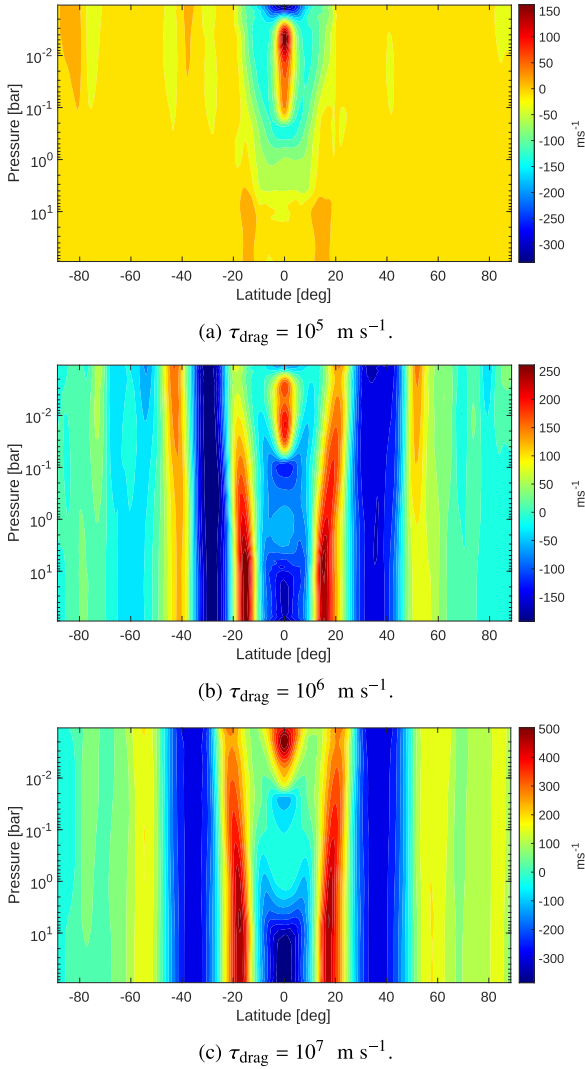 150
100
50
0
-50
-100
-150
-200
-250
-300
ms-1
10-2
10-1
100
101
Pressure [bar]
-80 -60 -40 -20 0 20 40 60 80
Latitude [deg]
(a) τdrag = 10⁵ m s⁻¹.
250
200
150
100
50
0
-50
-100
-150
ms-1
10-2
10-1
100
101
Pressure [bar]
-80 -60 -40 -20 0 20 40 60 80
Latitude [deg]
(b) τdrag = 10⁶ m s⁻¹.
500
400
300
200
100
0
-100
-200
-300
ms-1
10-2
10-1
100
101
Pressure [bar]
-80 -60 -40 -20 0 20 40 60 80
Latitude [deg]
(c) τdrag = 10⁷ m s⁻¹.